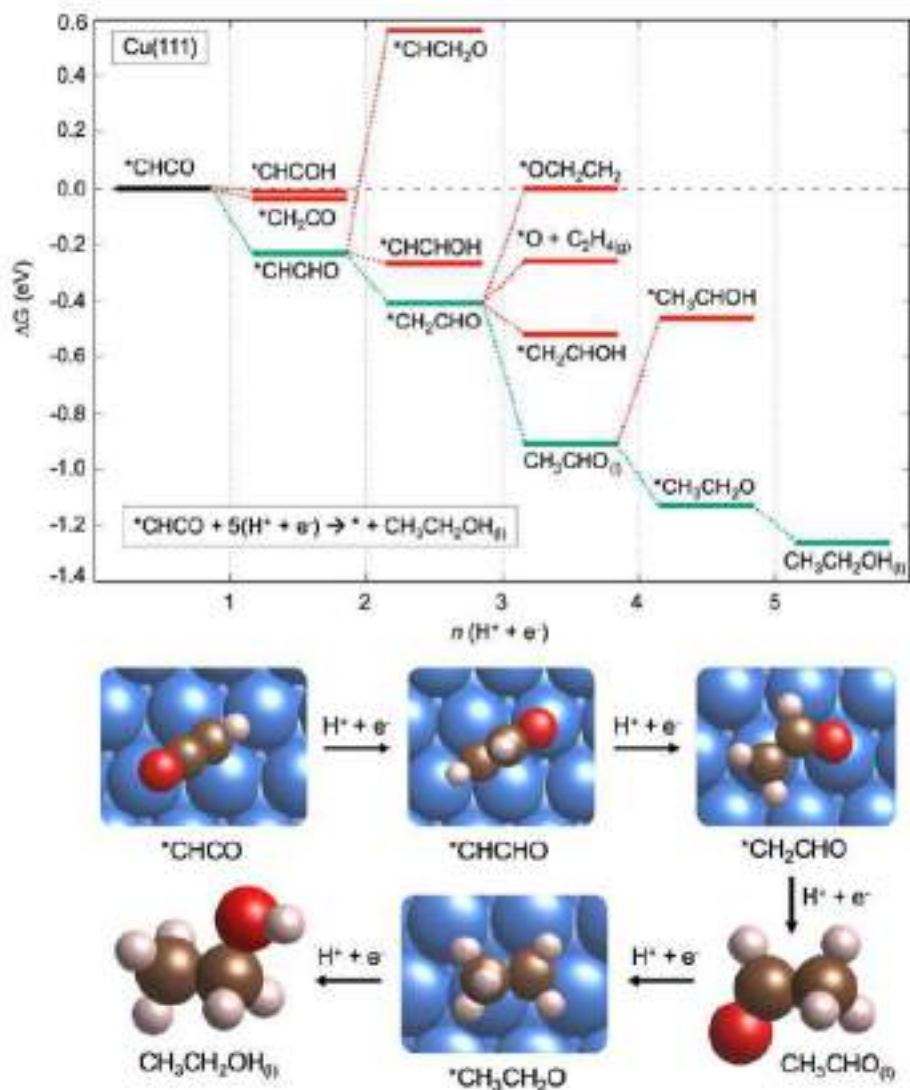 0.6
Cu(111)
*CHCH₂O
0.4
0.2
*CHCO
*CHCOH
*OCH₂CH₂
0.0
*CH₂CO
-0.2
*CHCHOH
*O + C₂H₄(g)
*CHCHO
*CH₃CHOH
-0.4
*CH₂CHO
*CH₂CHOH
-0.6
ΔG (eV)
-0.8
CH₃CHO(l)
-1.0
*CH₃CH₂O
*CHCO + 5(H⁺ + e⁻) → * + CH₃CH₂OH(l)
-1.2
CH₃CH₂OH(l)
-1.4
1 2 3 4 5
n (H⁺ + e⁻)
H⁺ + e⁻ H⁺ + e⁻
*CHCO *CHCHO *CH₂CHO
H⁺ + e⁻
H⁺ + e⁻ H⁺ + e⁻
CH₃CH₂OH(l) *CH₃CH₂O CH₃CHO(l)